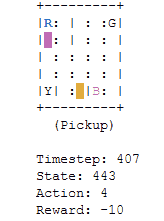 +---------+
|R: | : :G|
| : | : : |
| : : : : |
| | : | : |
|Y| : |B: |
+---------+
(Pickup)
Timestep: 407
State: 443
Action: 4
Reward: -10